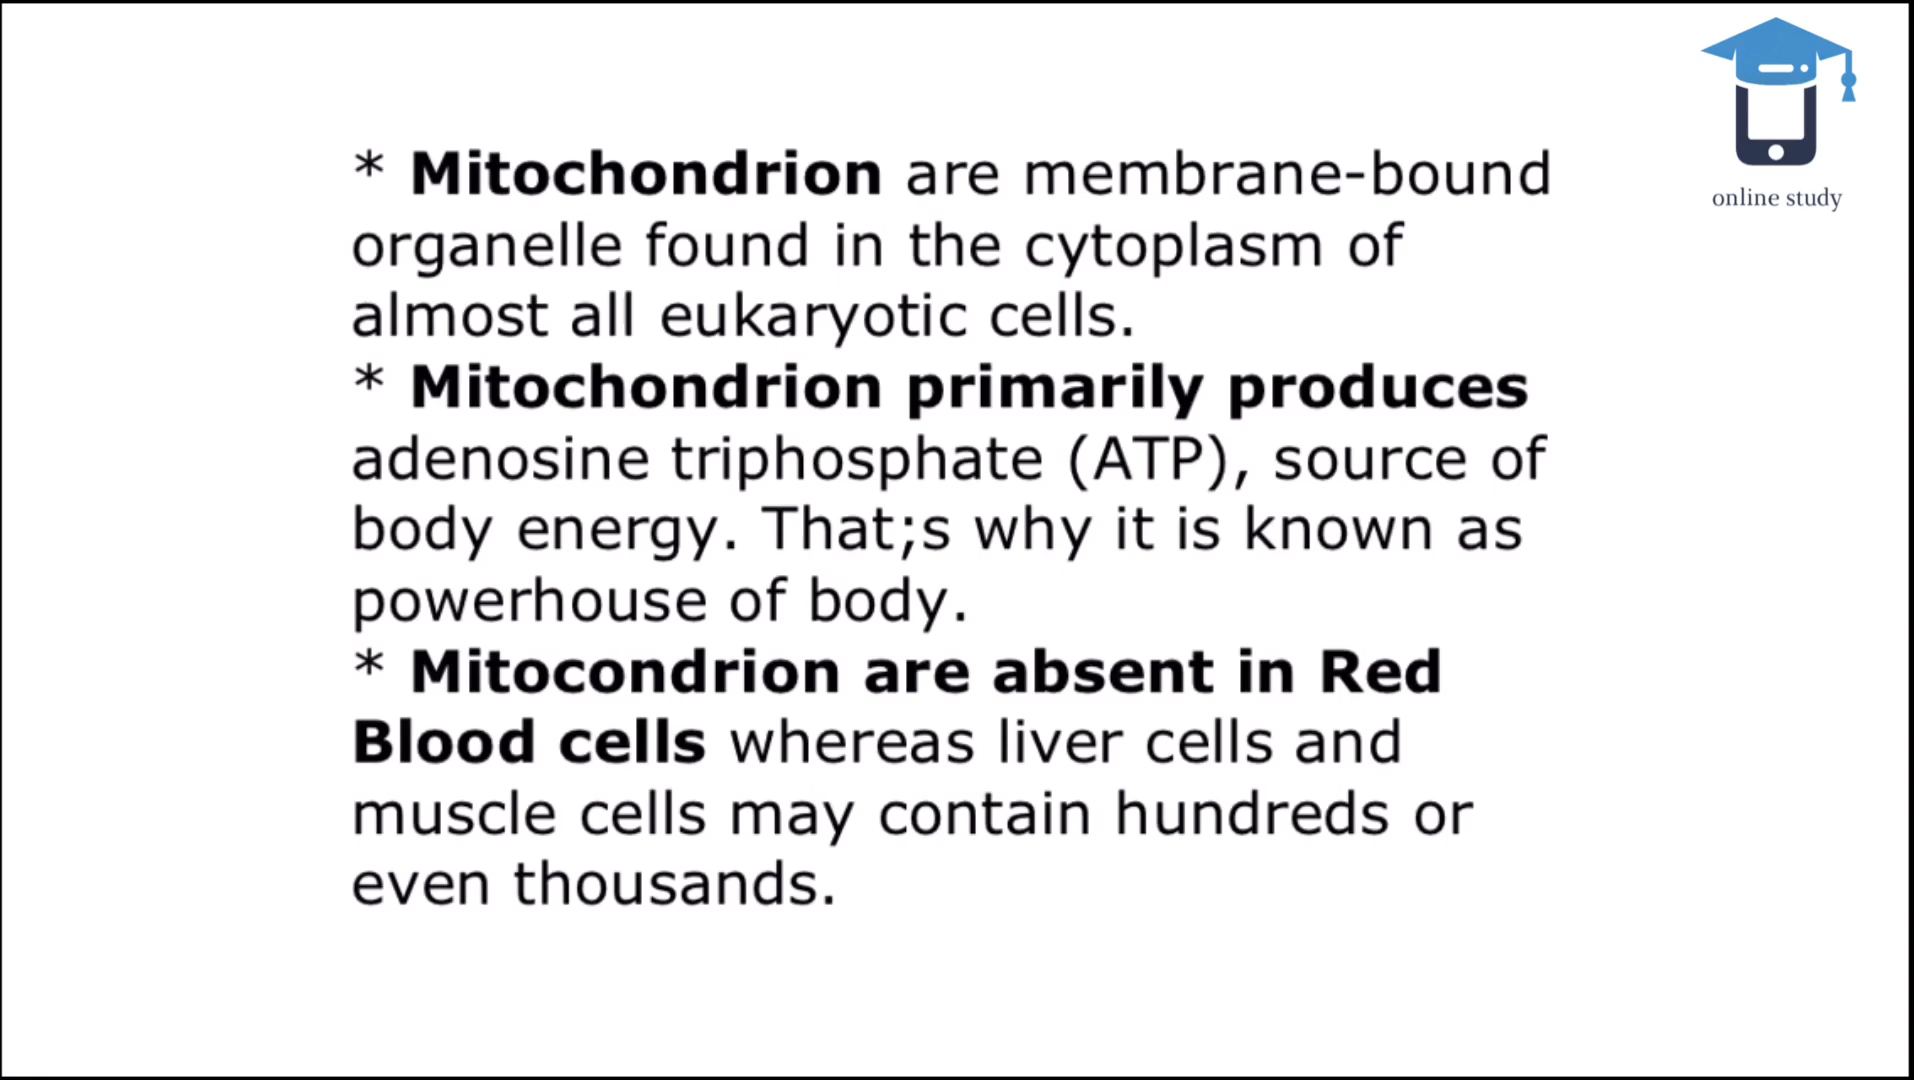 online study
* Mitochondrion are membrane-bound
organelle found in the cytoplasm of
almost all eukaryotic cells.
* Mitochondrion primarily produces
adenosine triphosphate (ATP), source of
body energy. That;s why it is known as
powerhouse of body.
* Mitocondrion are absent in Red
Blood cells whereas liver cells and
muscle cells may contain hundreds or
even thousands.